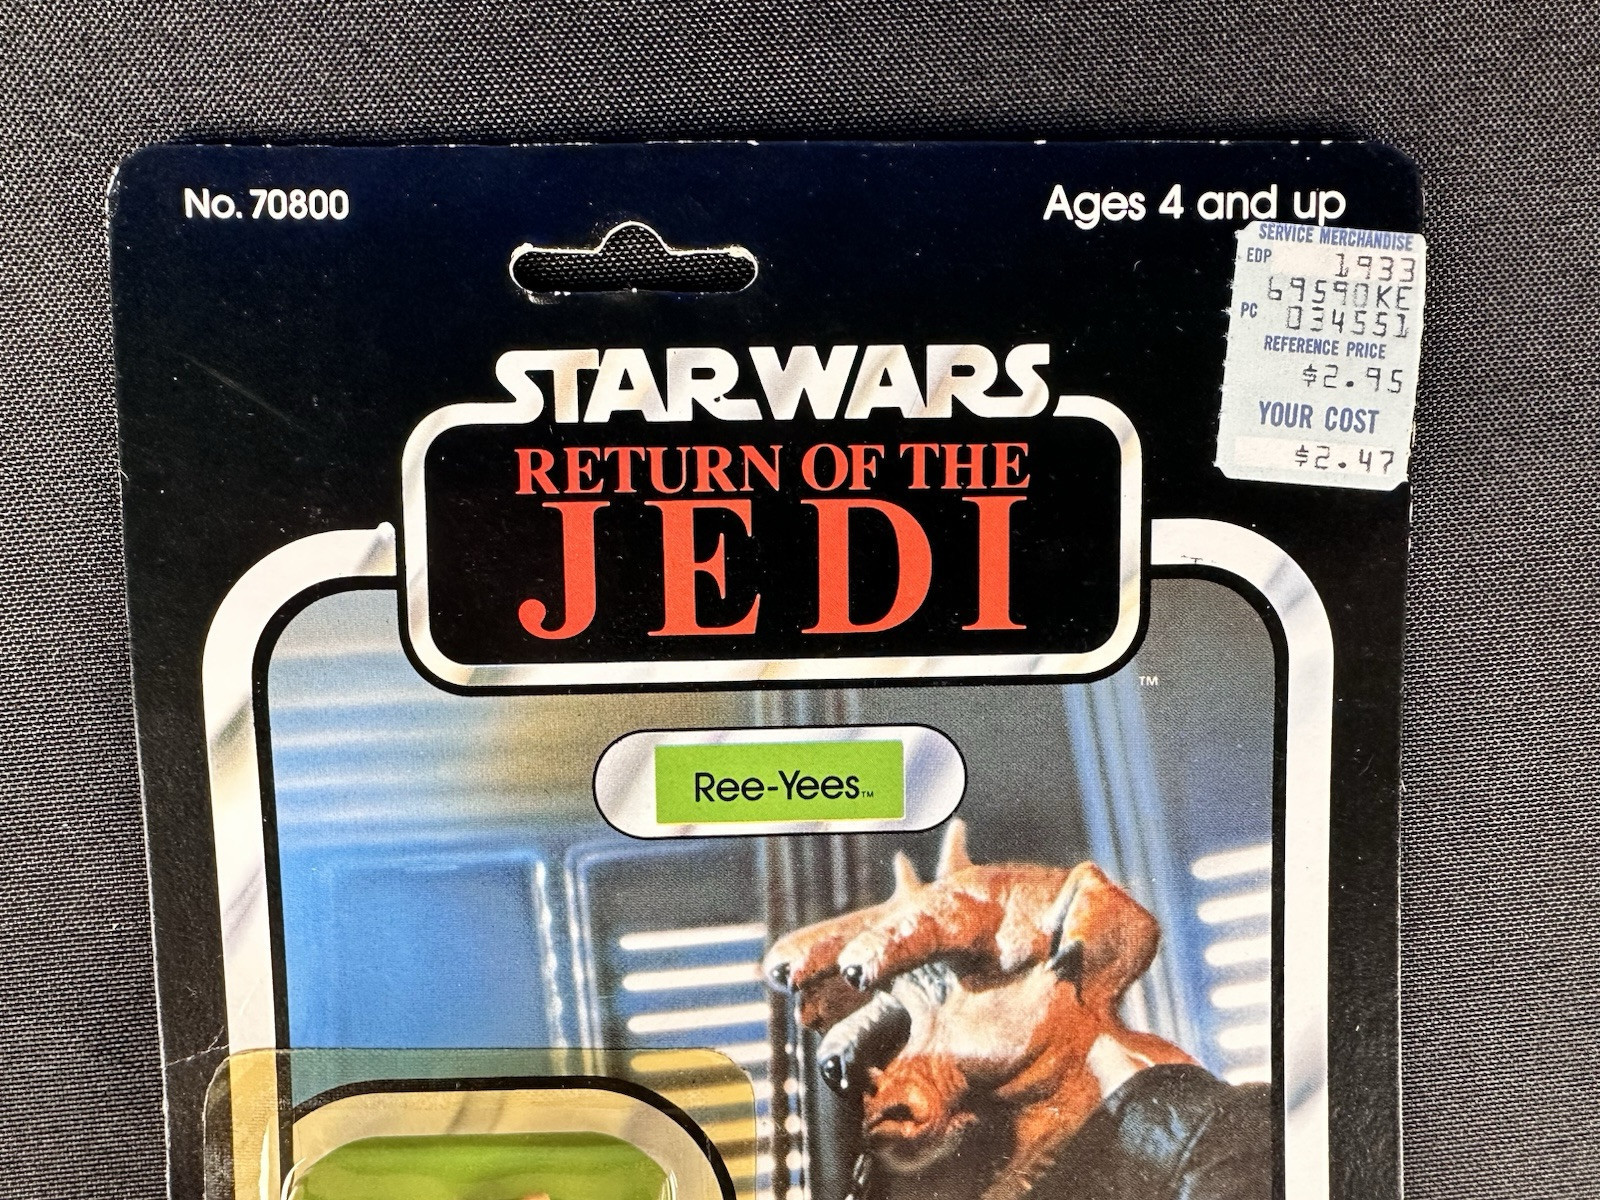 No. 70800
Ages 4 and up
SERVICE MERCHANDISE
EDP 1933
69590KE
PC 034551
REFERENCE PRICE
$2.95
YOUR COST
$2.47
STAR WARS
RETURN OF THE
JEDI
TM
Ree-Yees™